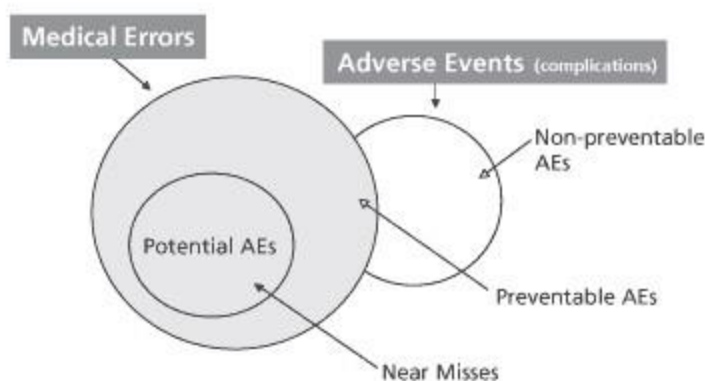 Medical Errors
Adverse Events (complications)
Non-preventable
AEs
Potential AEs
Preventable AEs
Near Misses